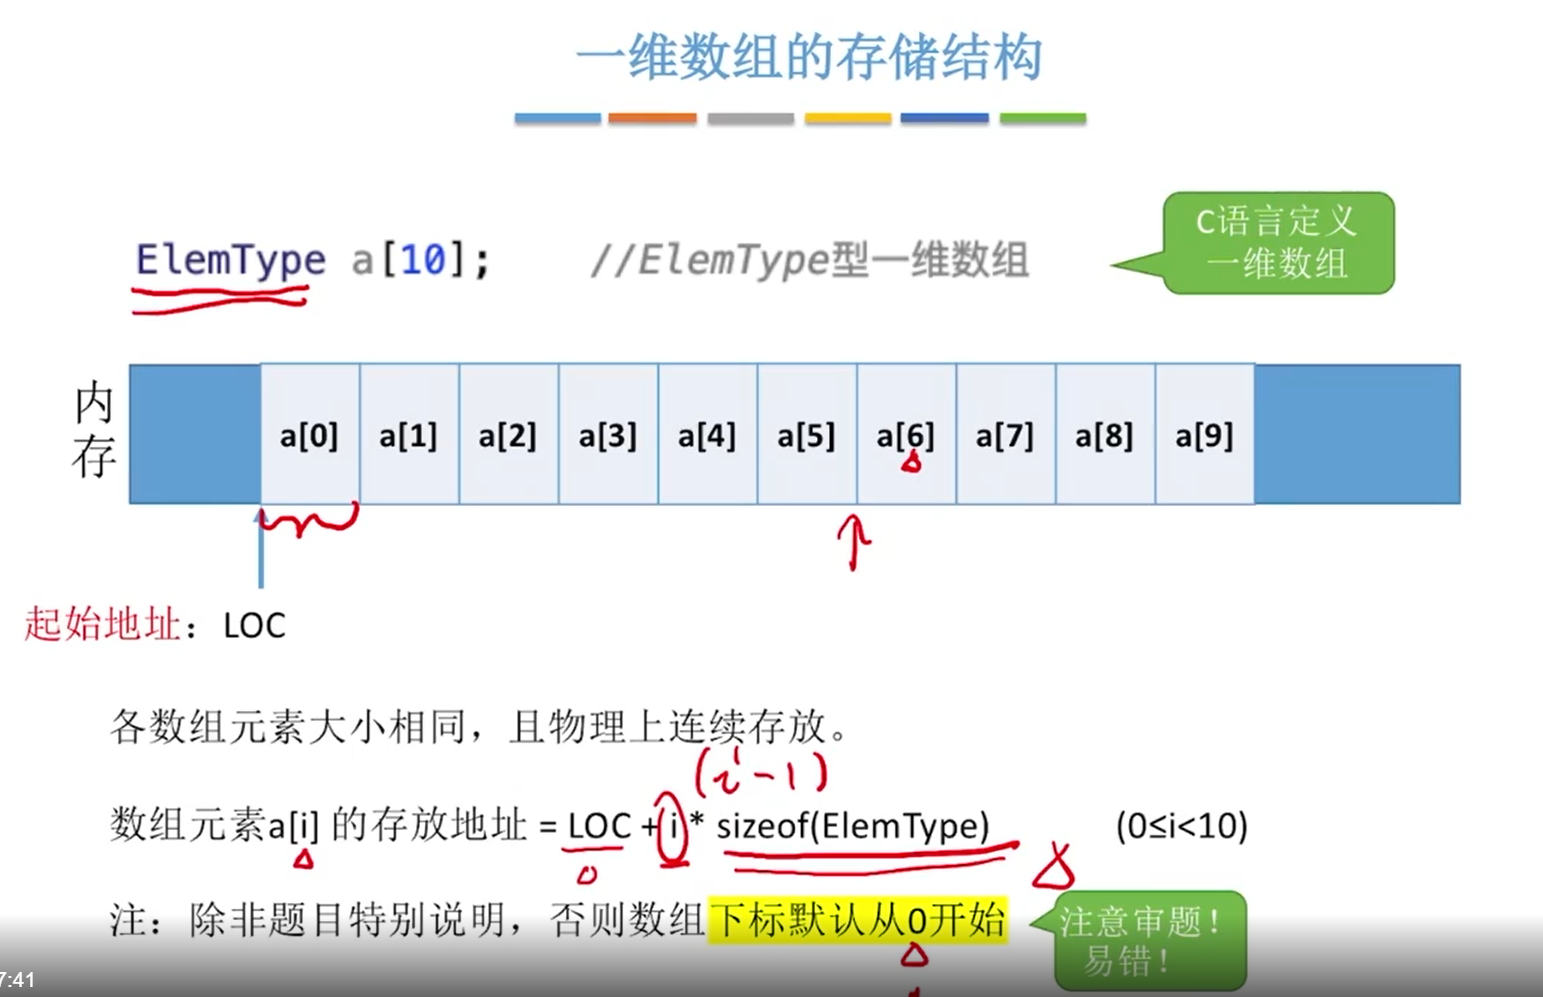 一维数组的存储结构
ElemType a[10];    //ElemType型一维数组
C语言定义
一维数组
内存
a[0] a[1] a[2] a[3] a[4] a[5] a[6] a[7] a[8] a[9]
起始地址：LOC
各数组元素大小相同，且物理上连续存放。
(i-1)
数组元素a[i] 的存放地址 = LOC + i * sizeof(ElemType)    (0≤i<10)
注：除非题目特别说明，否则数组下标默认从0开始
注意审题！
易错！
7:41